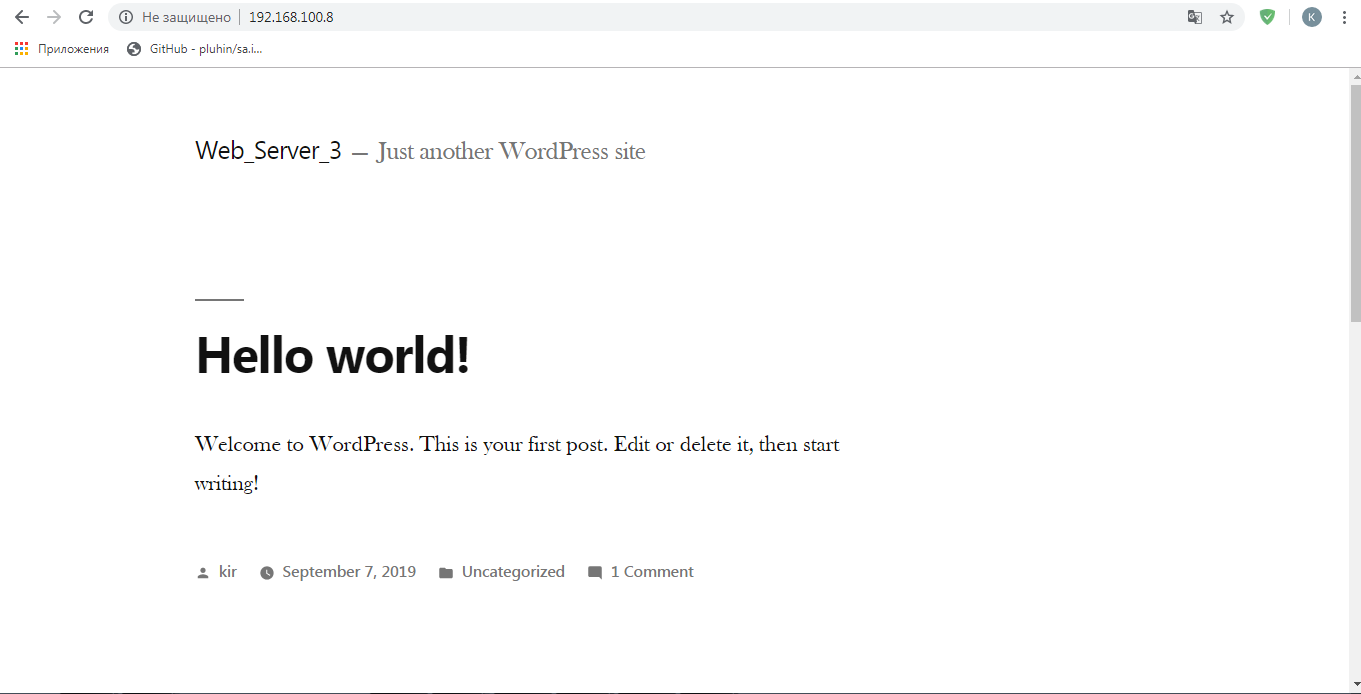 Не защищено 192.168.100.8
K
Приложения GitHub - pluhin/sa.i...
Web_Server_3 — Just another WordPress site
Hello world!
Welcome to WordPress. This is your first post. Edit or delete it, then start
writing!
kir September 7, 2019 Uncategorized 1 Comment